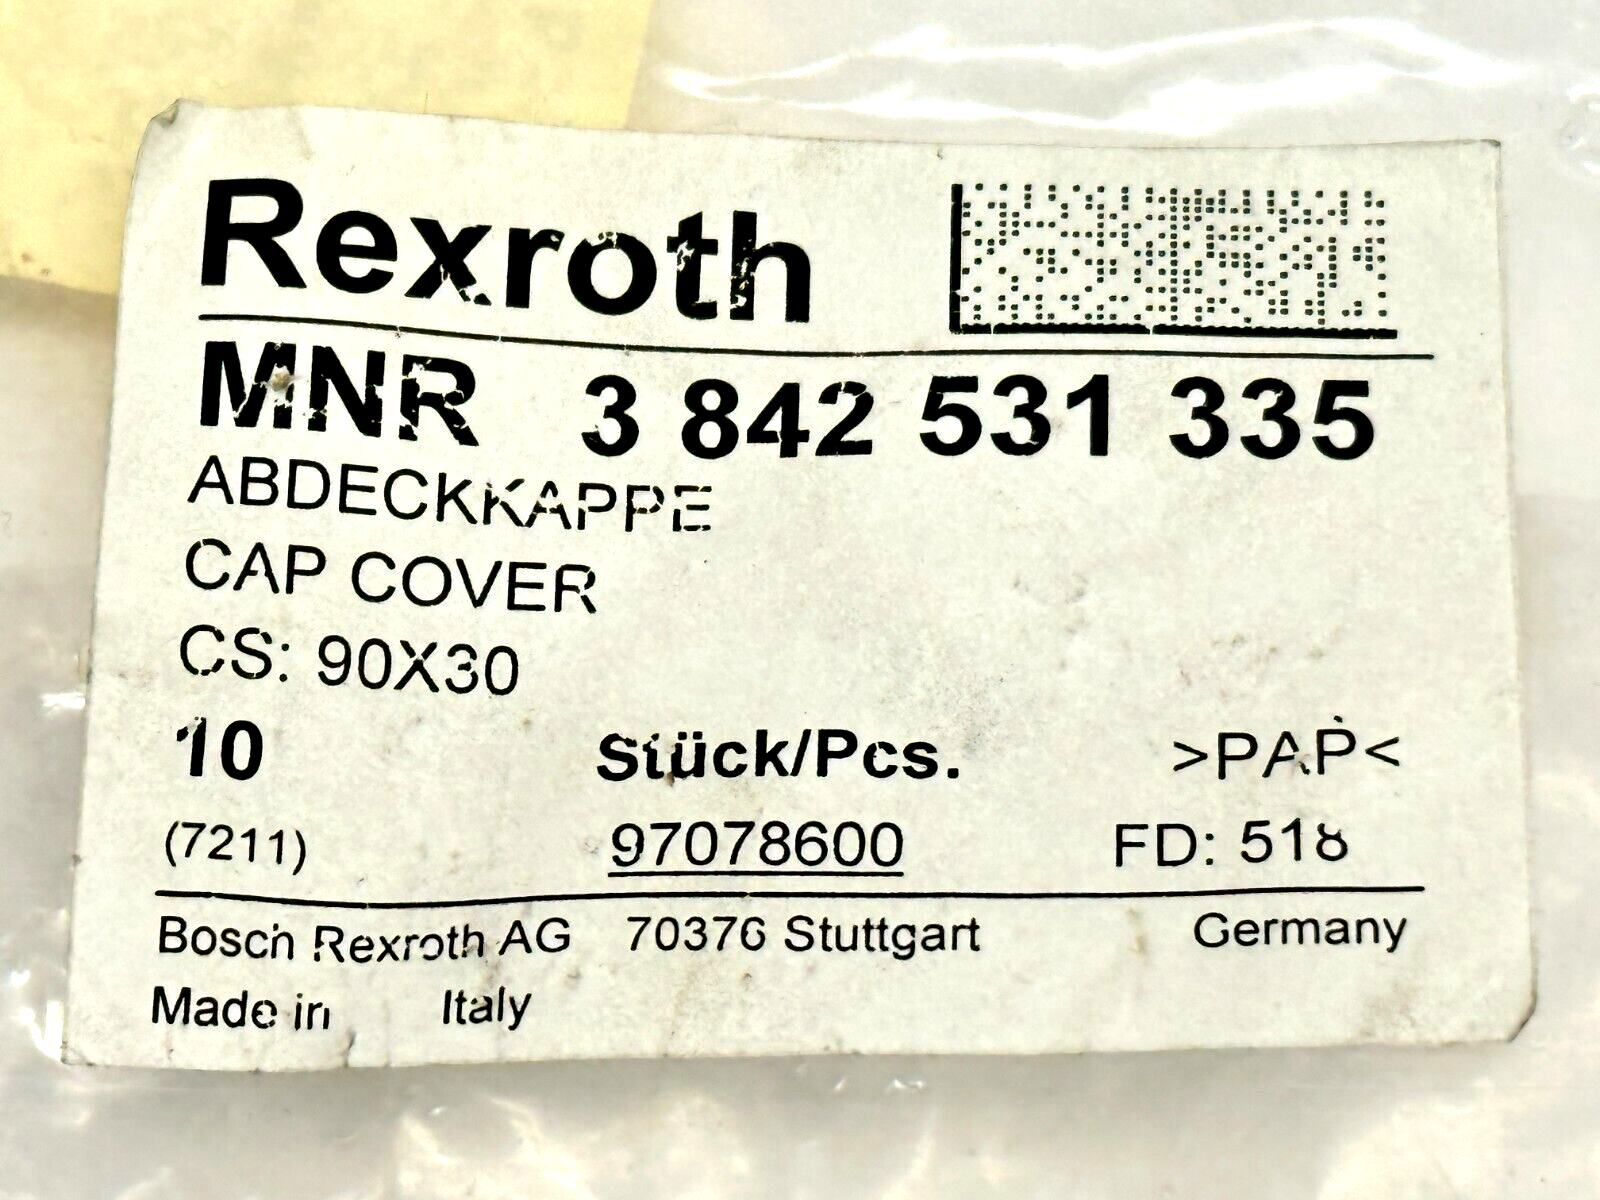 Rexroth
MNR 3 842 531 335
ABDECKKAPPE
CAP COVER
CS: 90X30
10 Stück/Pcs. >PAP<
(7211) 97078600 FD: 518
Bosch Rexroth AG 70376 Stuttgart Germany
Made in Italy